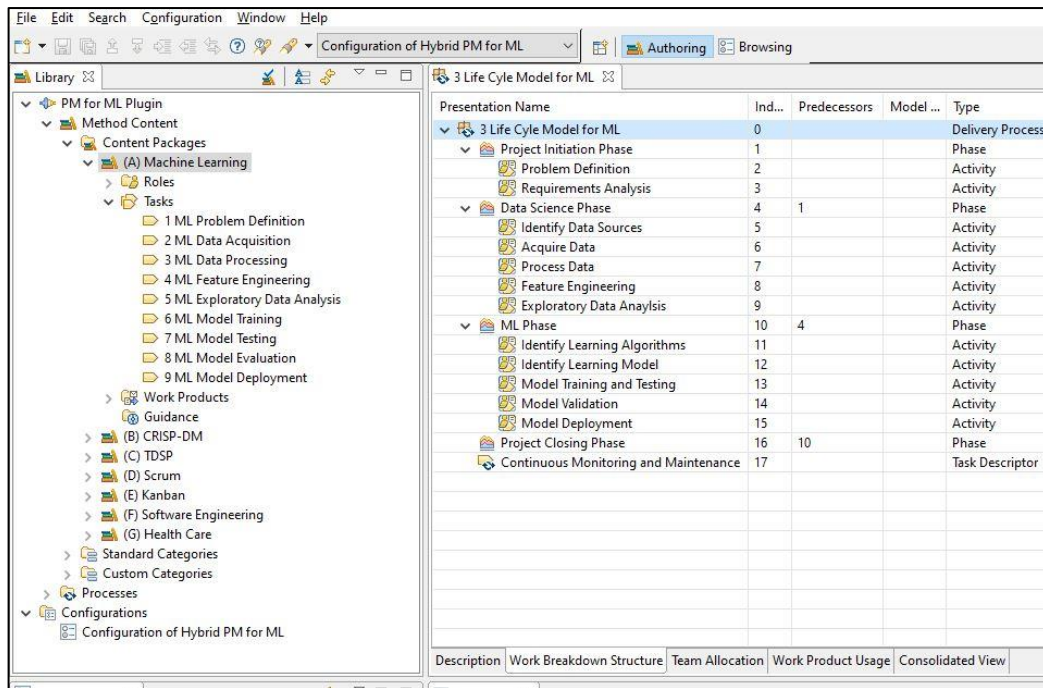 File Edit Search Configuration Window Help
Configuration of Hybrid PM for ML Authoring Browsing
Library
PM for ML Plugin
Method Content
Content Packages
(A) Machine Learning
Roles
Tasks
1 ML Problem Definition
2 ML Data Acquisition
3 ML Data Processing
4 ML Feature Engineering
5 ML Exploratory Data Analysis
6 ML Model Training
7 ML Model Testing
8 ML Model Evaluation
9 ML Model Deployment
Work Products
Guidance
(B) CRISP-DM
(C) TDSP
(D) Scrum
(E) Kanban
(F) Software Engineering
(G) Health Care
Standard Categories
Custom Categories
Processes
Configurations
Configuration of Hybrid PM for ML
3 Life Cyle Model for ML
Presentation Name Ind... Predecessors Model ... Type
3 Life Cyle Model for ML 0 Delivery Process
Project Initiation Phase 1 Phase
Problem Definition 2 Activity
Requirements Analysis 3 Activity
Data Science Phase 4 1 Phase
Identify Data Sources 5 Activity
Acquire Data 6 Activity
Process Data 7 Activity
Feature Engineering 8 Activity
Exploratory Data Anaylsis 9 Activity
ML Phase 10 4 Phase
Identify Learning Algorithms 11 Activity
Identify Learning Model 12 Activity
Model Training and Testing 13 Activity
Model Validation 14 Activity
Model Deployment 15 Activity
Project Closing Phase 16 10 Phase
Continuous Monitoring and Maintenance 17 Task Descriptor
Description Work Breakdown Structure Team Allocation Work Product Usage Consolidated View